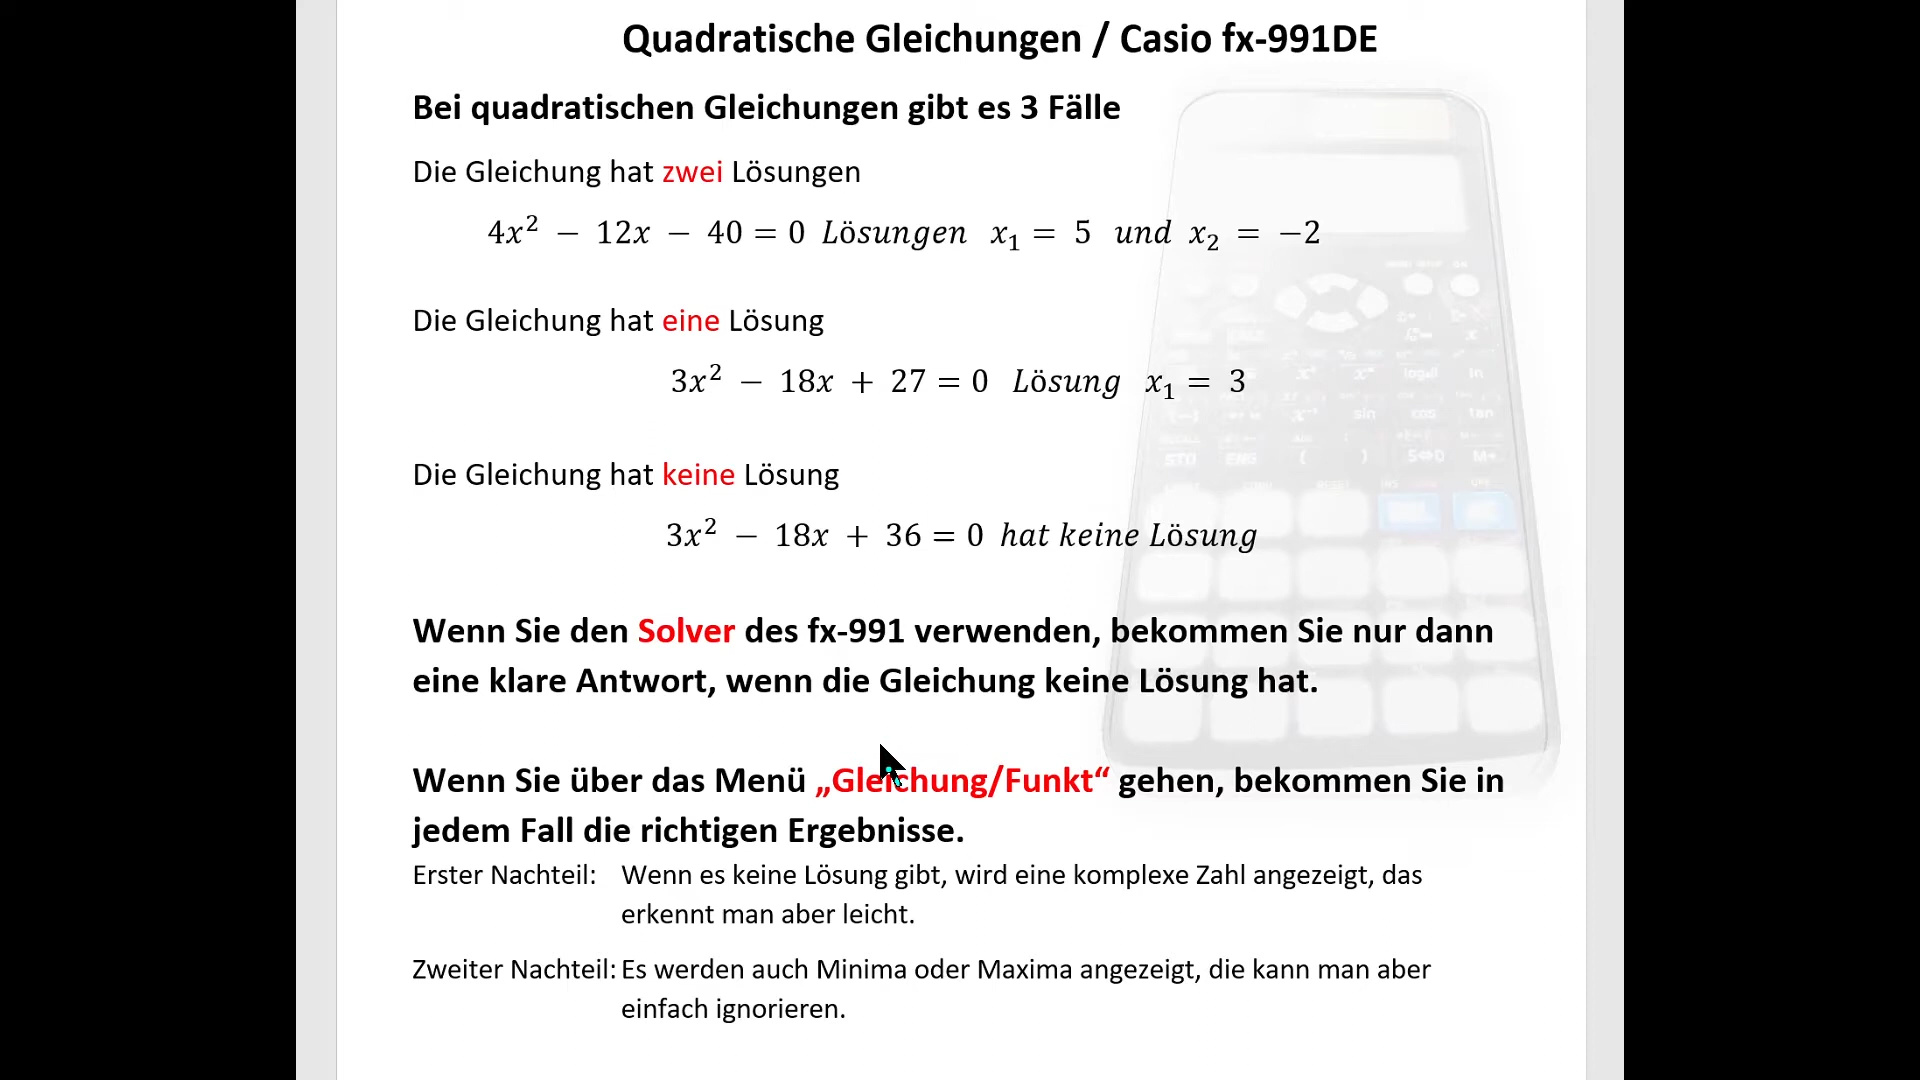 Quadratische Gleichungen / Casio fx-991DE
Bei quadratischen Gleichungen gibt es 3 Fälle
Die Gleichung hat zwei Lösungen
4x² − 12x − 40 = 0 Lösungen x₁ = 5 und x₂ = −2
Die Gleichung hat eine Lösung
3x² − 18x + 27 = 0 Lösung x₁ = 3
Die Gleichung hat keine Lösung
3x² − 18x + 36 = 0 hat keine Lösung
Wenn Sie den Solver des fx-991 verwenden, bekommen Sie nur dann
eine klare Antwort, wenn die Gleichung keine Lösung hat.
Wenn Sie über das Menü „Gleichung/Funkt“ gehen, bekommen Sie in
jedem Fall die richtigen Ergebnisse.
Erster Nachteil: Wenn es keine Lösung gibt, wird eine komplexe Zahl angezeigt, das
erkennt man aber leicht.
Zweiter Nachteil: Es werden auch Minima oder Maxima angezeigt, die kann man aber
einfach ignorieren.
sin cos tan
STO ENG ( ) S⇔D M+